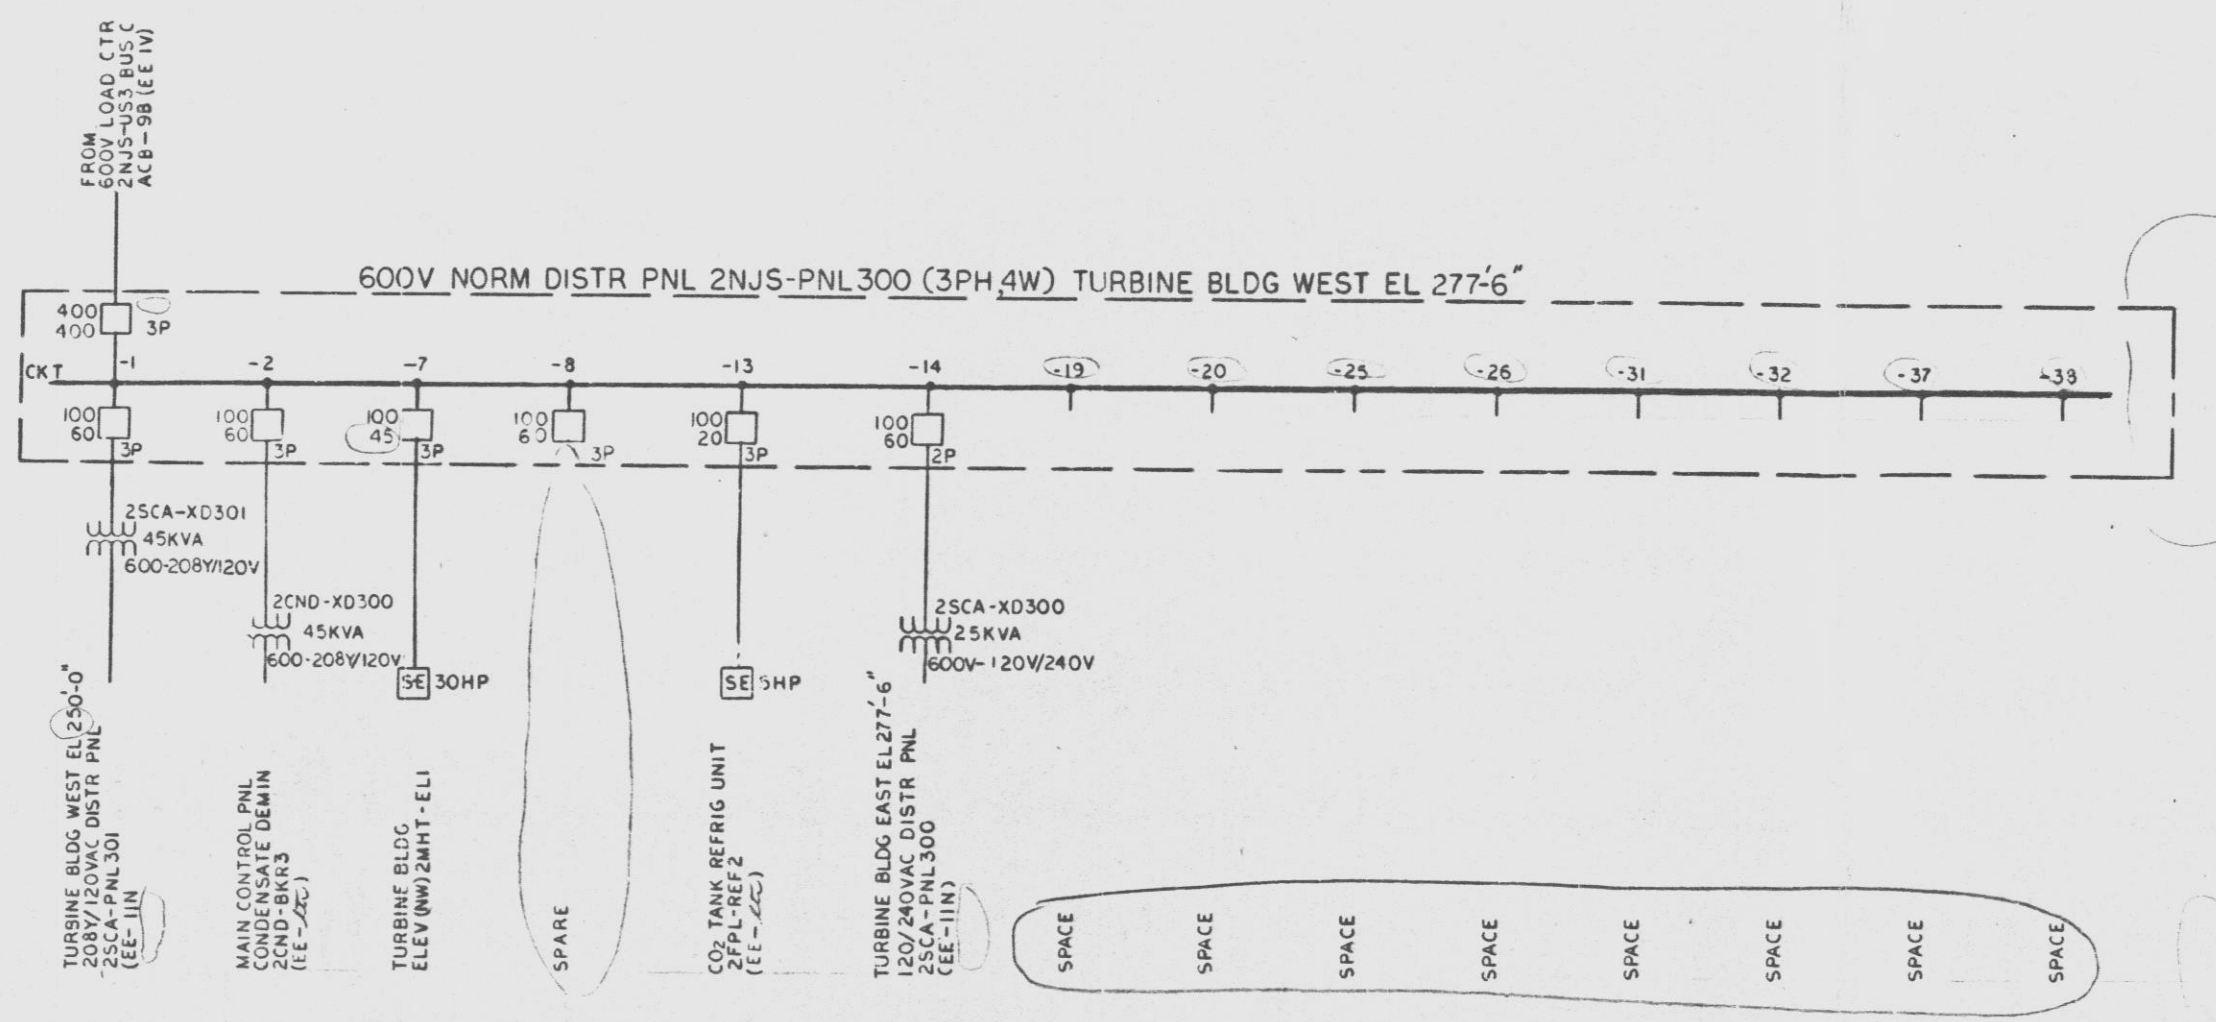 FROM
600V LOAD CTR
2NJS-US3 BUS C
ACB-9B (EE IV)
600V NORM DISTR PNL 2NJS-PNL300 (3PH,4W) TURBINE BLDG WEST EL 277'-6"
400
400
3P
CKT
-1
-2
-7
-8
-13
-14
-19
-20
-25
-26
-31
-32
-37
-38
100
60
3P
100
60
3P
100
45
3P
100
60
3P
100
20
3P
100
60
2P
2SCA-XD301
45KVA
600-208Y/120V
2CND-XD300
45KVA
600-208Y/120V
SE 30HP
SE 5HP
2SCA-XD300
25KVA
600V-120V/240V
TURBINE BLDG WEST EL 250'-0"
208Y/120VAC DISTR PNL
2SCA-PNL301
(EE-11N
MAIN CONTROL PNL
CONDENSATE DEMIN
2CND-BKR3
(EE-
TURBINE BLDG
ELEV (NW) 2MHT-EL1
SPARE
CO2 TANK REFRIG UNIT
2FPL-REF2
(EE-
TURBINE BLDG EAST EL 277'-6"
120/240VAC DISTR PNL
2SCA-PNL300
(EE-11N)
SPACE
SPACE
SPACE
SPACE
SPACE
SPACE
SPACE
SPACE